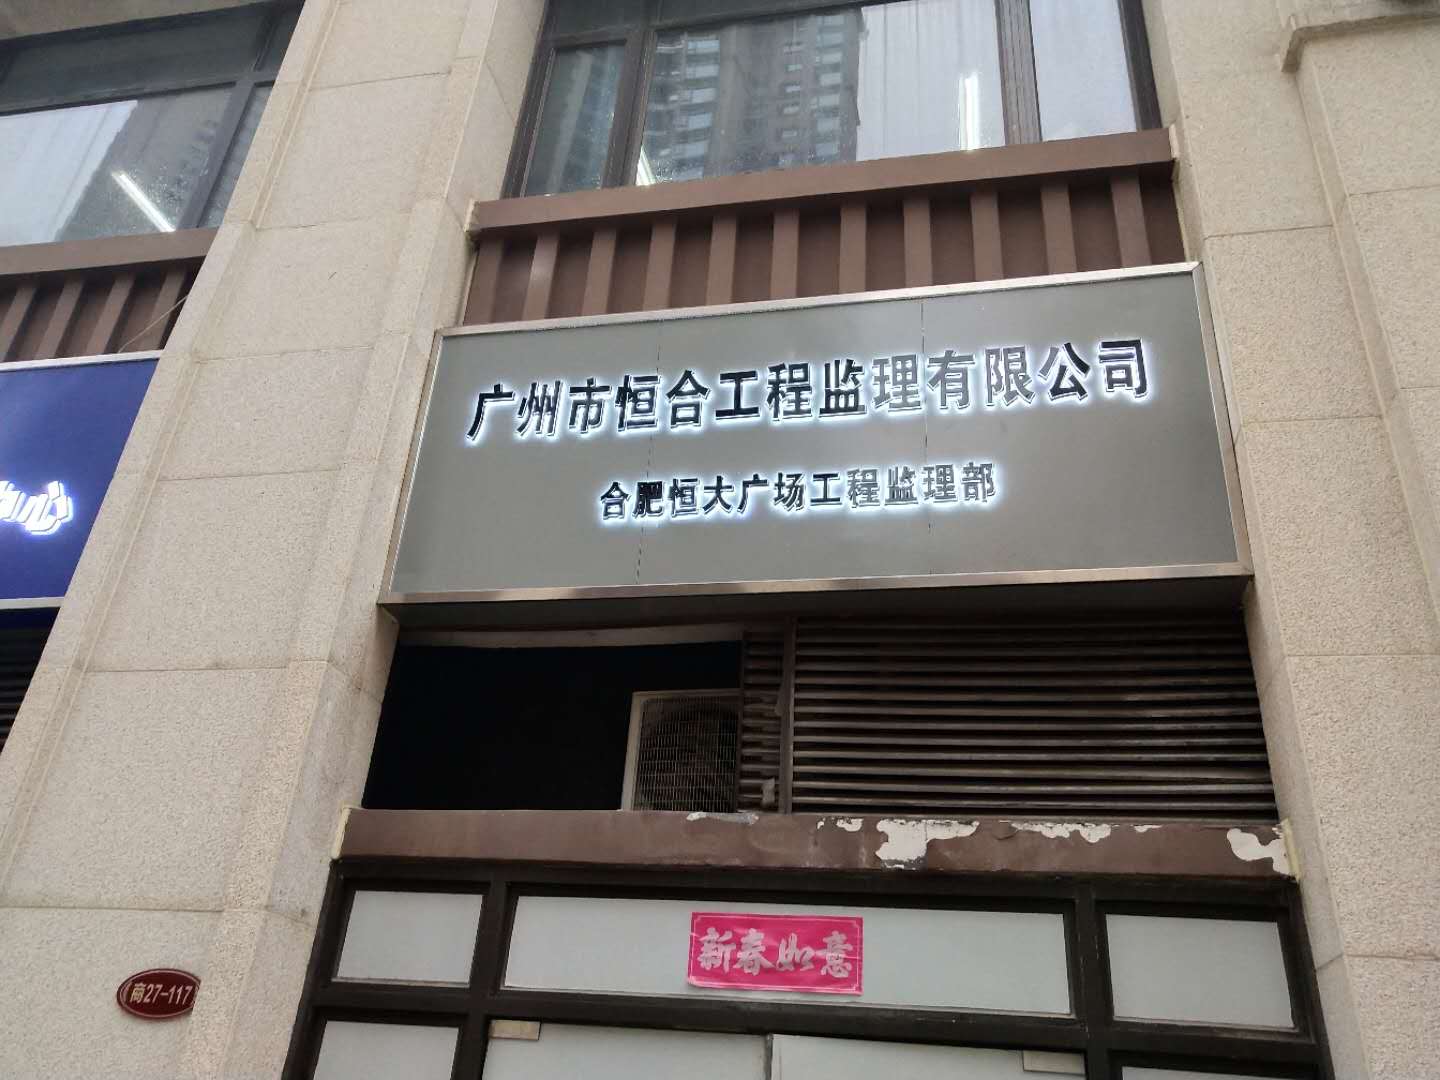 广州市恒合工程监理有限公司
合肥恒大广场工程监理部
心
新春如意
商27-117